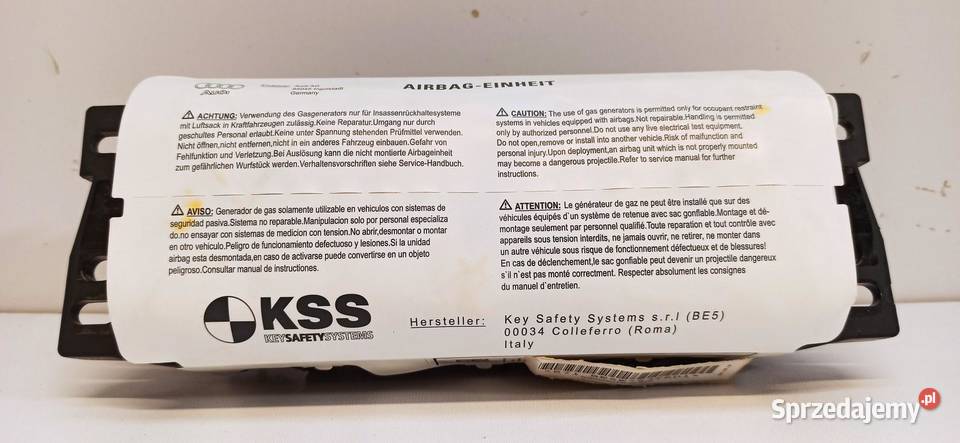 AIRBAG-EINHEIT
Audi
85045 Ingolstadt
Germany
⚠ ACHTUNG: Verwendung des Gasgenerators nur für Insassenrückhaltesysteme
mit Luftsack in Kraftfahrzeugen zulässig.Keine Reparatur.Umgang nur durch
geschultes Personal erlaubt.Keine unter Spannung stehenden Prüfmittel verwenden.
Nicht öffnen,nicht entfernen,nicht in ein anderes Fahrzeug einbauen.Gefahr von
Fehlfunktion und Verletzung.Bei Auslösung kann die nicht montierte Airbageinheit
zum gefährlichen Wurfstück werden.Verhaltensvorschriften siehe Service-Handbuch.
⚠ CAUTION: The use of gas generators is permitted only for occupant restraint
systems in vehicles equipped with airbags.Not repairable.Handling is permitted
only by authorized personnel.Do not use any live electrical test equipment.
Do not open,remove or install into another vehicle.Risk of malfunction and
personal injury.Upon deployment,an airbag unit which is not properly mounted
may become a dangerous projectile.Refer to service manual for further
instructions.
⚠ AVISO: Generador de gas solamente utilizable en vehiculos con sistemas de
seguridad pasiva.Sistema no reparable.Manipulacion solo por personal especializa
do.no ensayar con sistemas de medicion con tension.No abrir,desmontar o montar
en otro vehiculo.Peligro de funcionamiento defectuoso y lesiones.Si la unidad
airbag esta desmontada,en caso de activarse puede convertirse en un objeto
peligroso.Consultar manual de instrucciones.
⚠ ATTENTION: Le générateur de gaz ne peut être installé que sur des
véhicules équipés d'un système de retenue avec sac gonflable.Montage et dé-
montage seulement par personnel qualifié.Toute reparation et tout contrôle avec
appareils sous tension interdits, ne jamais ouvrir, ne retirer, ne monter dans
un autre véhicule sous risque de fonctionnement défectueux et de blessures!
En cas de déclenchement,le sac gonflable peut devenir un projectile dangereux
s'il n'est pas monté correctment. Respecter absolument les consignes
du manuel d'entretien.
KSS
KEYSAFETYSYSTEMS
Hersteller: Key Safety Systems s.r.l (BE5)
00034 Colleferro (Roma)
Italy
Sprzedajemy.pl